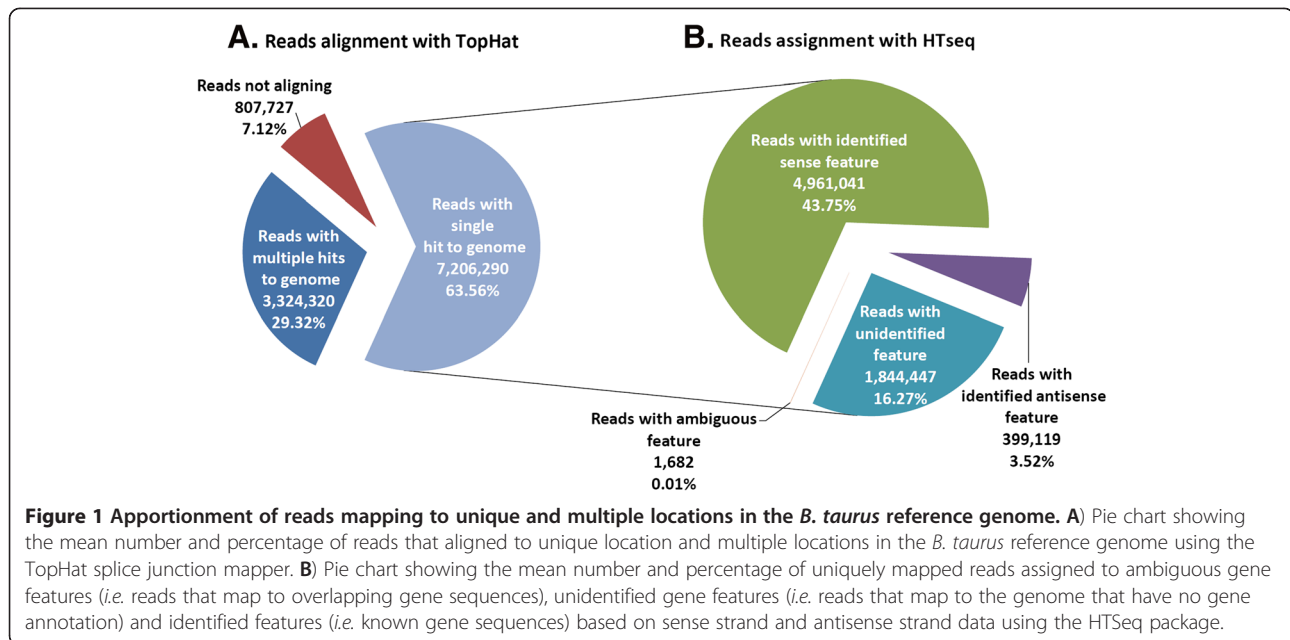 A. Reads alignment with TopHat
B. Reads assignment with HTseq
Reads not aligning
807,727
7.12%
Reads with
multiple hits
to genome
3,324,320
29.32%
Reads with
single
hit to genome
7,206,290
63.56%
Reads with identified
sense feature
4,961,041
43.75%
Reads with
unidentified
feature
1,844,447
16.27%
Reads with
identified antisense
feature
399,119
3.52%
Reads with ambiguous
feature
1,682
0.01%
Figure 1 Apportionment of reads mapping to unique and multiple locations in the B. taurus reference genome. A) Pie chart showing
the mean number and percentage of reads that aligned to unique location and multiple locations in the B. taurus reference genome using the
TopHat splice junction mapper. B) Pie chart showing the mean number and percentage of uniquely mapped reads assigned to ambiguous gene
features (i.e. reads that map to overlapping gene sequences), unidentified gene features (i.e. reads that map to the genome that have no gene
annotation) and identified features (i.e. known gene sequences) based on sense strand and antisense strand data using the HTSeq package.